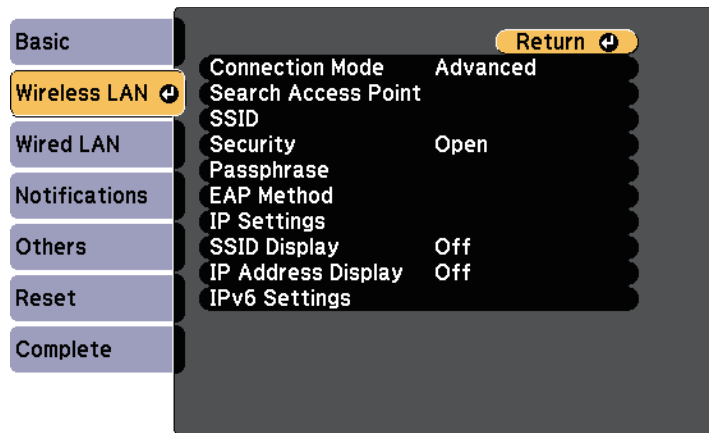 Basic
Wireless LAN
Wired LAN
Notifications
Others
Reset
Complete
Return
Connection Mode Advanced
Search Access Point
SSID
Security Open
Passphrase
EAP Method
IP Settings
SSID Display Off
IP Address Display Off
IPv6 Settings